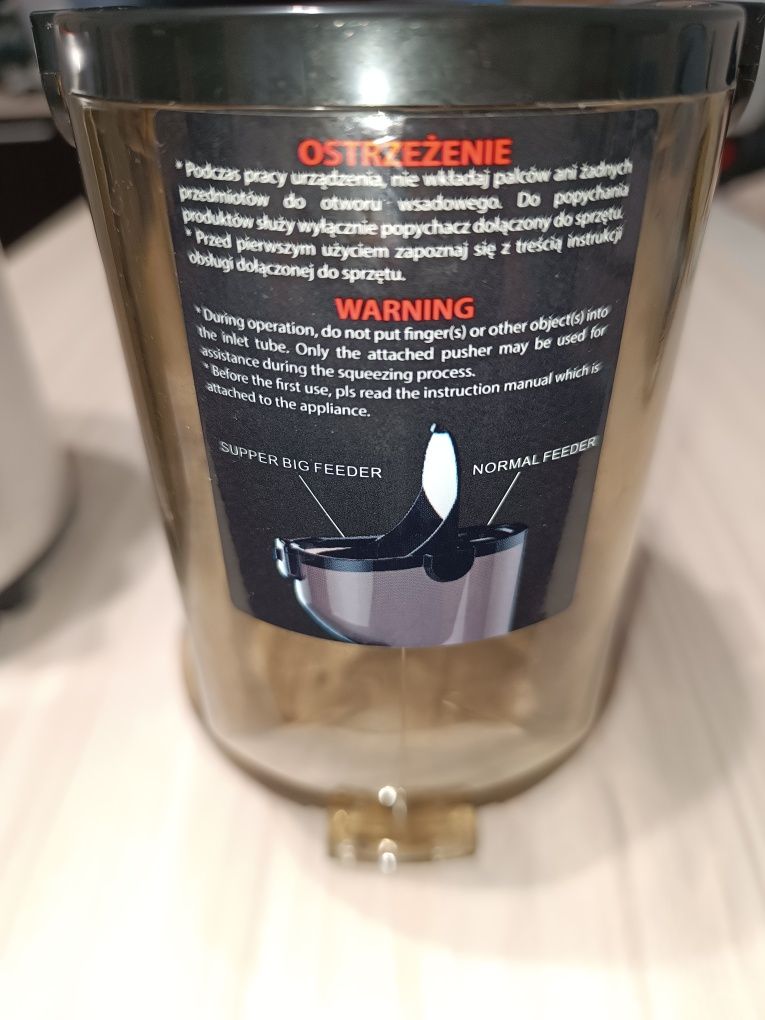 OSTRZEŻENIE
* Podczas pracy urządzenia, nie wkładaj palców ani żadnych
przedmiotów do otworu wsadowego. Do popychania
produktów służy wyłącznie popychacz dołączony do sprzętu.
* Przed pierwszym użyciem zapoznaj się z treścią instrukcji
obsługi dołączonej do sprzętu.
WARNING
* During operation, do not put finger(s) or other object(s) into
the inlet tube. Only the attached pusher may be used for
assistance during the squeezing process.
* Before the first use, pls read the instruction manual which is
attached to the appliance.
SUPPER BIG FEEDER
NORMAL FEEDER